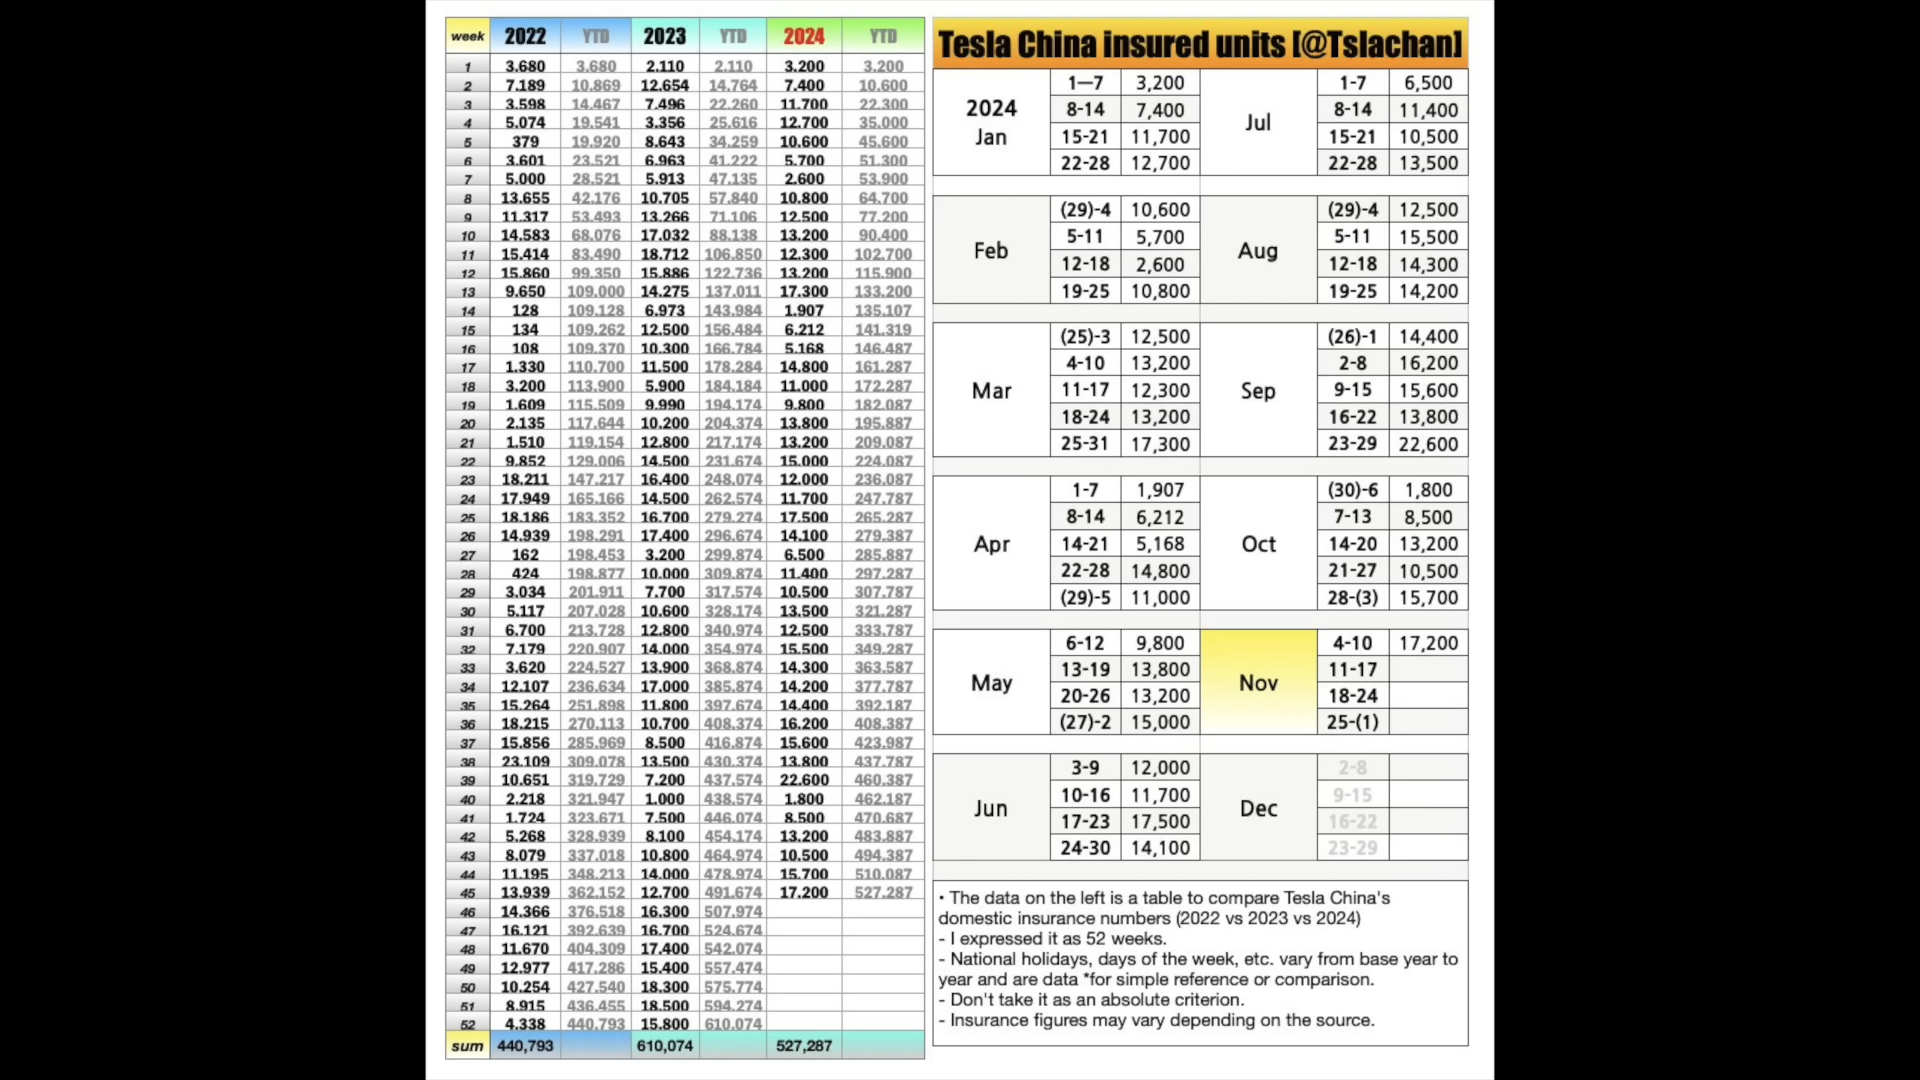 week 2022 YTD 2023 YTD 2024 YTD
1 3.680 3.680 2.110 2.110 3.200 3.200
2 7.189 10.869 12.654 14.764 7.400 10.600
3 3.598 14.467 7.496 22.260 11.700 22.300
4 5.074 19.541 3.356 25.616 12.700 35.000
5 379 19.920 8.643 34.259 10.600 45.600
6 3.601 23.521 6.963 41.222 5.700 51.300
7 5.000 28.521 5.913 47.135 2.600 53.900
8 13.655 42.176 10.705 57.840 10.800 64.700
9 11.317 53.493 13.266 71.106 12.500 77.200
10 14.583 68.076 17.032 88.138 13.200 90.400
11 15.414 83.490 18.712 106.850 12.300 102.700
12 15.860 99.350 15.886 122.736 13.200 115.900
13 9.650 109.000 14.275 137.011 17.300 133.200
14 128 109.128 6.973 143.984 1.907 135.107
15 134 109.262 12.500 156.484 6.212 141.319
16 108 109.370 10.300 166.784 5.168 146.487
17 1.330 110.700 11.500 178.284 14.800 161.287
18 3.200 113.900 5.900 184.184 11.000 172.287
19 1.609 115.509 9.990 194.174 9.800 182.087
20 2.135 117.644 10.200 204.374 13.800 195.887
21 1.510 119.154 12.800 217.174 13.200 209.087
22 9.852 129.006 14.500 231.674 15.000 224.087
23 18.211 147.217 16.400 248.074 12.000 236.087
24 17.949 165.166 14.500 262.574 11.700 247.787
25 18.186 183.352 16.700 279.274 17.500 265.287
26 14.939 198.291 17.400 296.674 14.100 279.387
27 162 198.453 3.200 299.874 6.500 285.887
28 424 198.877 10.000 309.874 11.400 297.287
29 3.034 201.911 7.700 317.574 10.500 307.787
30 5.117 207.028 10.600 328.174 13.500 321.287
31 6.700 213.728 12.800 340.974 12.500 333.787
32 7.179 220.907 14.000 354.974 15.500 349.287
33 3.620 224.527 13.900 368.874 14.300 363.587
34 12.107 236.634 17.000 385.874 14.200 377.787
35 15.264 251.898 11.800 397.674 14.400 392.187
36 18.215 270.113 10.700 408.374 16.200 408.387
37 15.856 285.969 8.500 416.874 15.600 423.987
38 23.109 309.078 13.500 430.374 13.800 437.787
39 10.651 319.729 7.200 437.574 22.600 460.387
40 2.218 321.947 1.000 438.574 1.800 462.187
41 1.724 323.671 7.500 446.074 8.500 470.687
42 5.268 328.939 8.100 454.174 13.200 483.887
43 8.079 337.018 10.800 464.974 10.500 494.387
44 11.195 348.213 14.000 478.974 15.700 510.087
45 13.939 362.152 12.700 491.674 17.200 527.287
46 14.366 376.518 16.300 507.974
47 16.121 392.639 16.700 524.674
48 11.670 404.309 17.400 542.074
49 12.977 417.286 15.400 557.474
50 10.254 427.540 18.300 575.774
51 8.915 436.455 18.500 594.274
52 4.338 440.793 15.800 610.074
sum 440,793 610,074 527,287
Tesla China insured units [@Tslachan]
2024
Jan
1—7 3,200
8-14 7,400
15-21 11,700
22-28 12,700
Feb
(29)-4 10,600
5-11 5,700
12-18 2,600
19-25 10,800
Mar
(25)-3 12,500
4-10 13,200
11-17 12,300
18-24 13,200
25-31 17,300
Apr
1-7 1,907
8-14 6,212
14-21 5,168
22-28 14,800
(29)-5 11,000
May
6-12 9,800
13-19 13,800
20-26 13,200
(27)-2 15,000
Jun
3-9 12,000
10-16 11,700
17-23 17,500
24-30 14,100
Jul
1-7 6,500
8-14 11,400
15-21 10,500
22-28 13,500
Aug
(29)-4 12,500
5-11 15,500
12-18 14,300
19-25 14,200
Sep
(26)-1 14,400
2-8 16,200
9-15 15,600
16-22 13,800
23-29 22,600
Oct
(30)-6 1,800
7-13 8,500
14-20 13,200
21-27 10,500
28-(3) 15,700
Nov
4-10 17,200
11-17
18-24
25-(1)
Dec
2-8
9-15
16-22
23-29
• The data on the left is a table to compare Tesla China's
domestic insurance numbers (2022 vs 2023 vs 2024)
- I expressed it as 52 weeks.
- National holidays, days of the week, etc. vary from base year to
year and are data *for simple reference or comparison.
- Don't take it as an absolute criterion.
- Insurance figures may vary depending on the source.